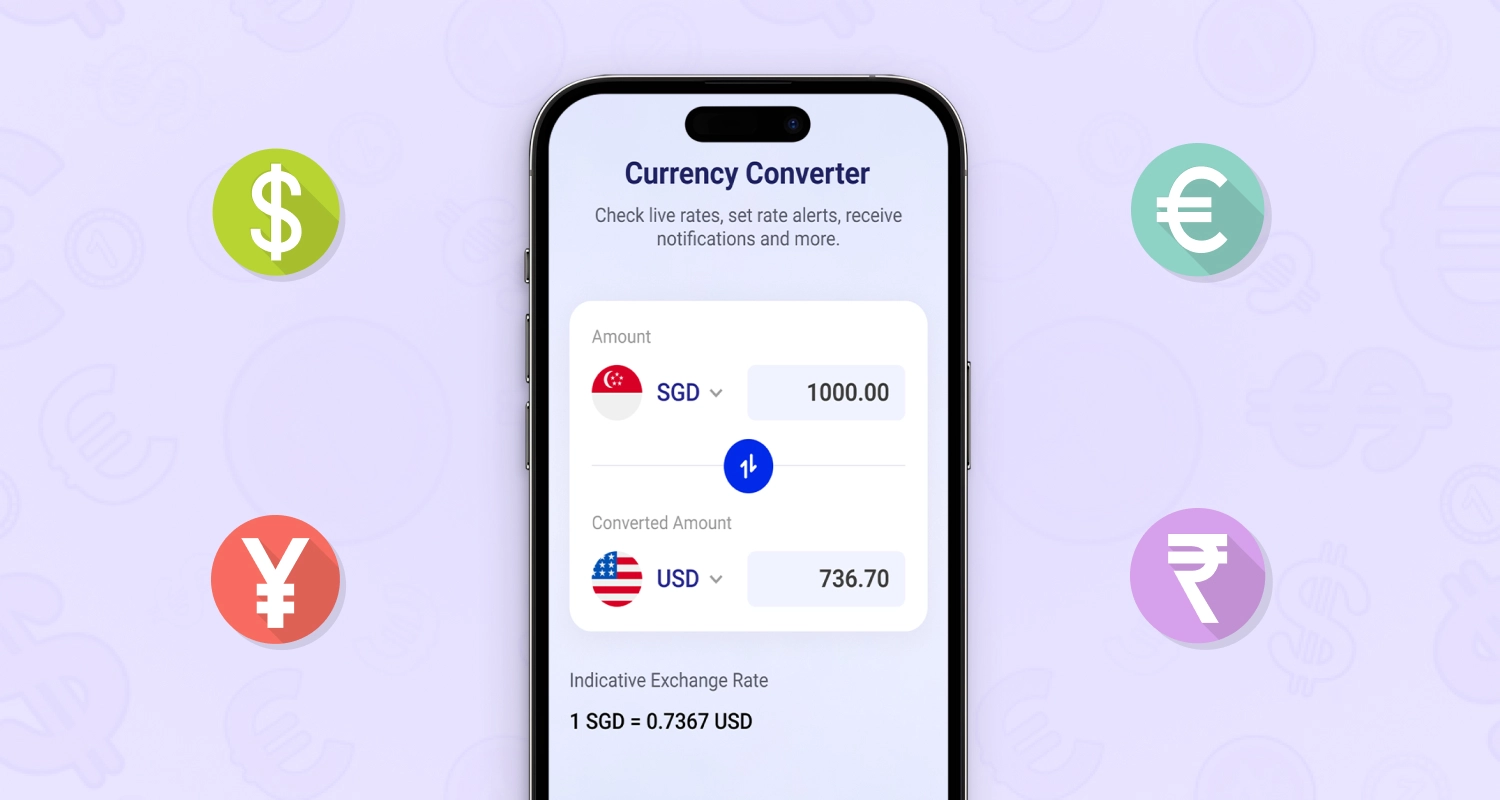 Currency Converter
Check live rates, set rate alerts, receive
notifications and more.
$
€
Amount
SGD
1000.00
Converted Amount
¥
USD
736.70
₹
Indicative Exchange Rate
1 SGD = 0.7367 USD